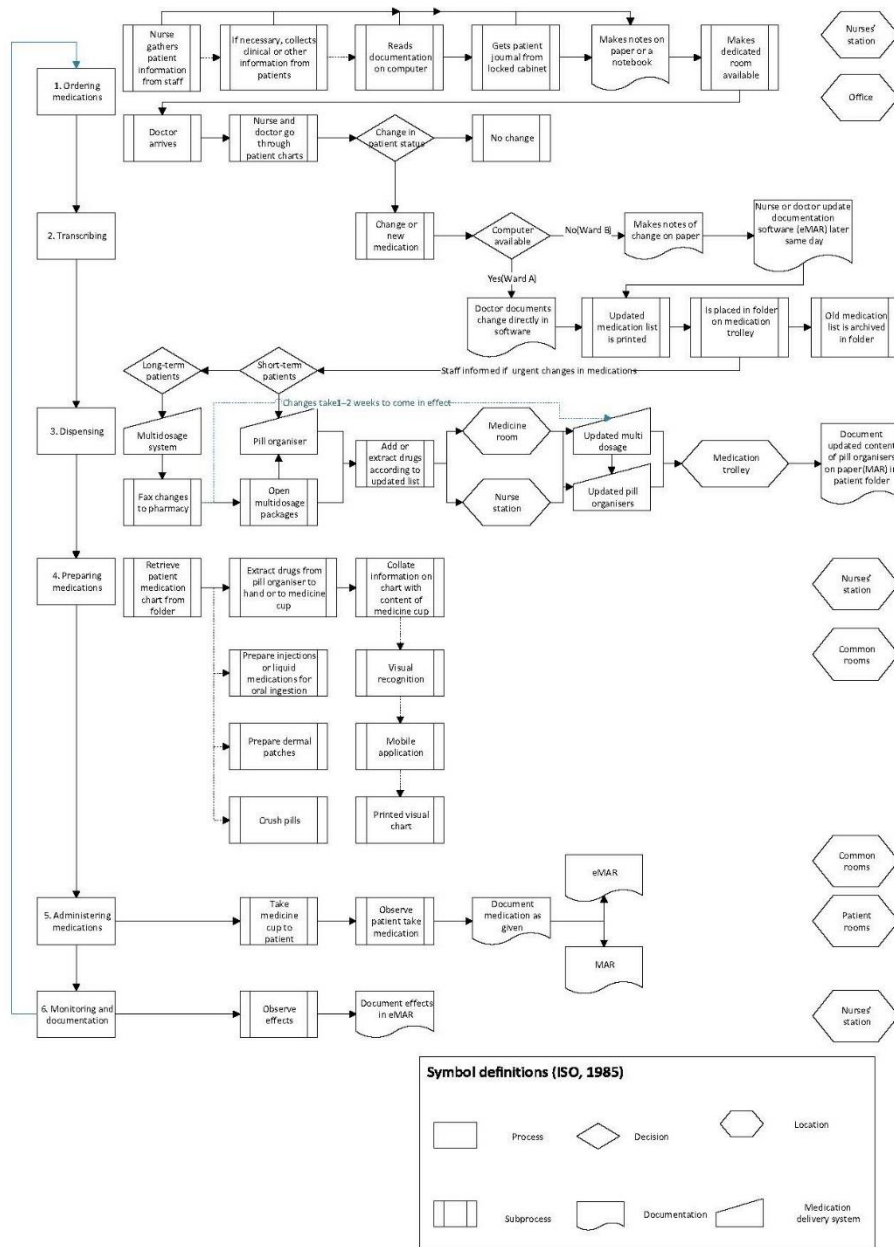 Nurse
gathers
patient
information
from staff
If necessary, collects
clinical or other
information from
patients
Reads
documentation
on computer
Gets patient
journal from
locked cabinet
Makes notes on
paper or a
notebook
Makes
dedicated
room
available
Nurses'
station
1. Ordering
medications
Office
Doctor
arrives
Nurse and
doctor go
through
patient charts
Change in
patient status
No change
2. Transcribing
Change or
new
medication
Computer
available
No(Ward B)
Makes notes of
change on paper
Nurse or doctor update
documentation
software (eMAR) later
same day
Yes(Ward A)
Doctor documents
change directly in
software
Updated
medication list
is printed
Is placed in folder
on medication
trolley
Old medication
list is archived
in folder
Long-term
patients
Short-term
patients
Staff informed if urgent changes in medications
Changes take1–2 weeks to come in effect
3. Dispensing
Multidosage
system
Pill organiser
Add or
extract drugs
according to
updated list
Medicine
room
Updated multi
dosage
Medication
trolley
Document
updated content
of pill organisers
on paper(MAR) in
patient folder
Fax changes
to pharmacy
Open
multidosage
packages
Nurse
station
Updated pill
organisers
4. Preparing
medications
Retrieve
patient
medication
chart from
folder
Extract drugs from
pill organiser to
hand or to medicine
cup
Collate
information on
chart with
content of
medicine cup
Nurses'
station
Common
rooms
Prepare injections
or liquid
medications for
oral ingestion
Visual
recognition
Prepare dermal
patches
Mobile
application
Crush pills
Printed visual
chart
Common
rooms
eMAR
5. Administering
medications
Take
medicine
cup to
patient
Observe
patient take
medication
Document
medication as
given
Patient
rooms
MAR
6. Monitoring and
documentation
Observe
effects
Document effects
in eMAR
Nurses'
station
Symbol definitions (ISO, 1985)
Process
Decision
Location
Subprocess
Documentation
Medication
delivery system